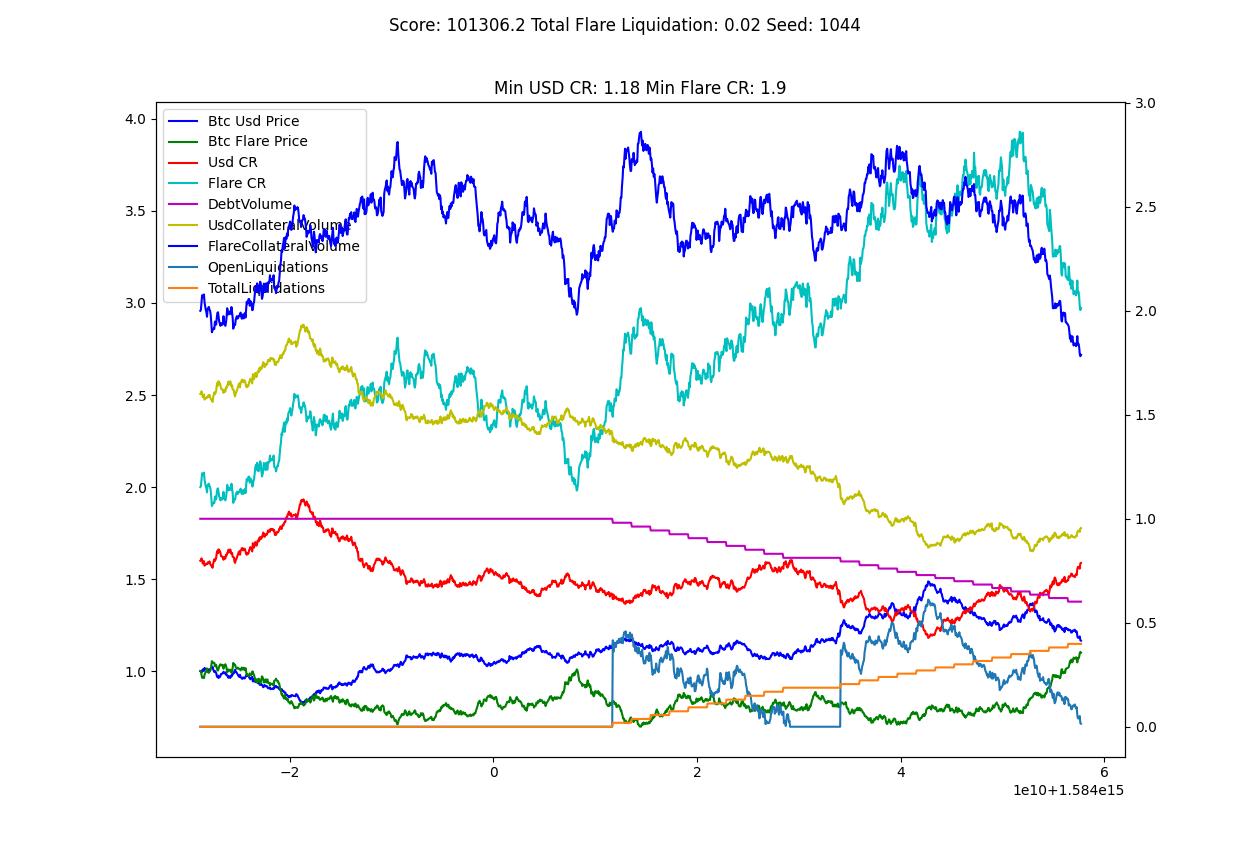 Score: 101306.2 Total Flare Liquidation: 0.02 Seed: 1044
Min USD CR: 1.18 Min Flare CR: 1.9
Btc Usd Price
Btc Flare Price
Usd CR
Flare CR
DebtVolume
UsdCollateralVolume
FlareCollateralVolume
OpenLiquidations
TotalLiquidations
4.0
3.5
3.0
2.5
2.0
1.5
1.0
3.0
2.5
2.0
1.5
1.0
0.5
0.0
−2
0
2
4
6
1e10+1.584e15